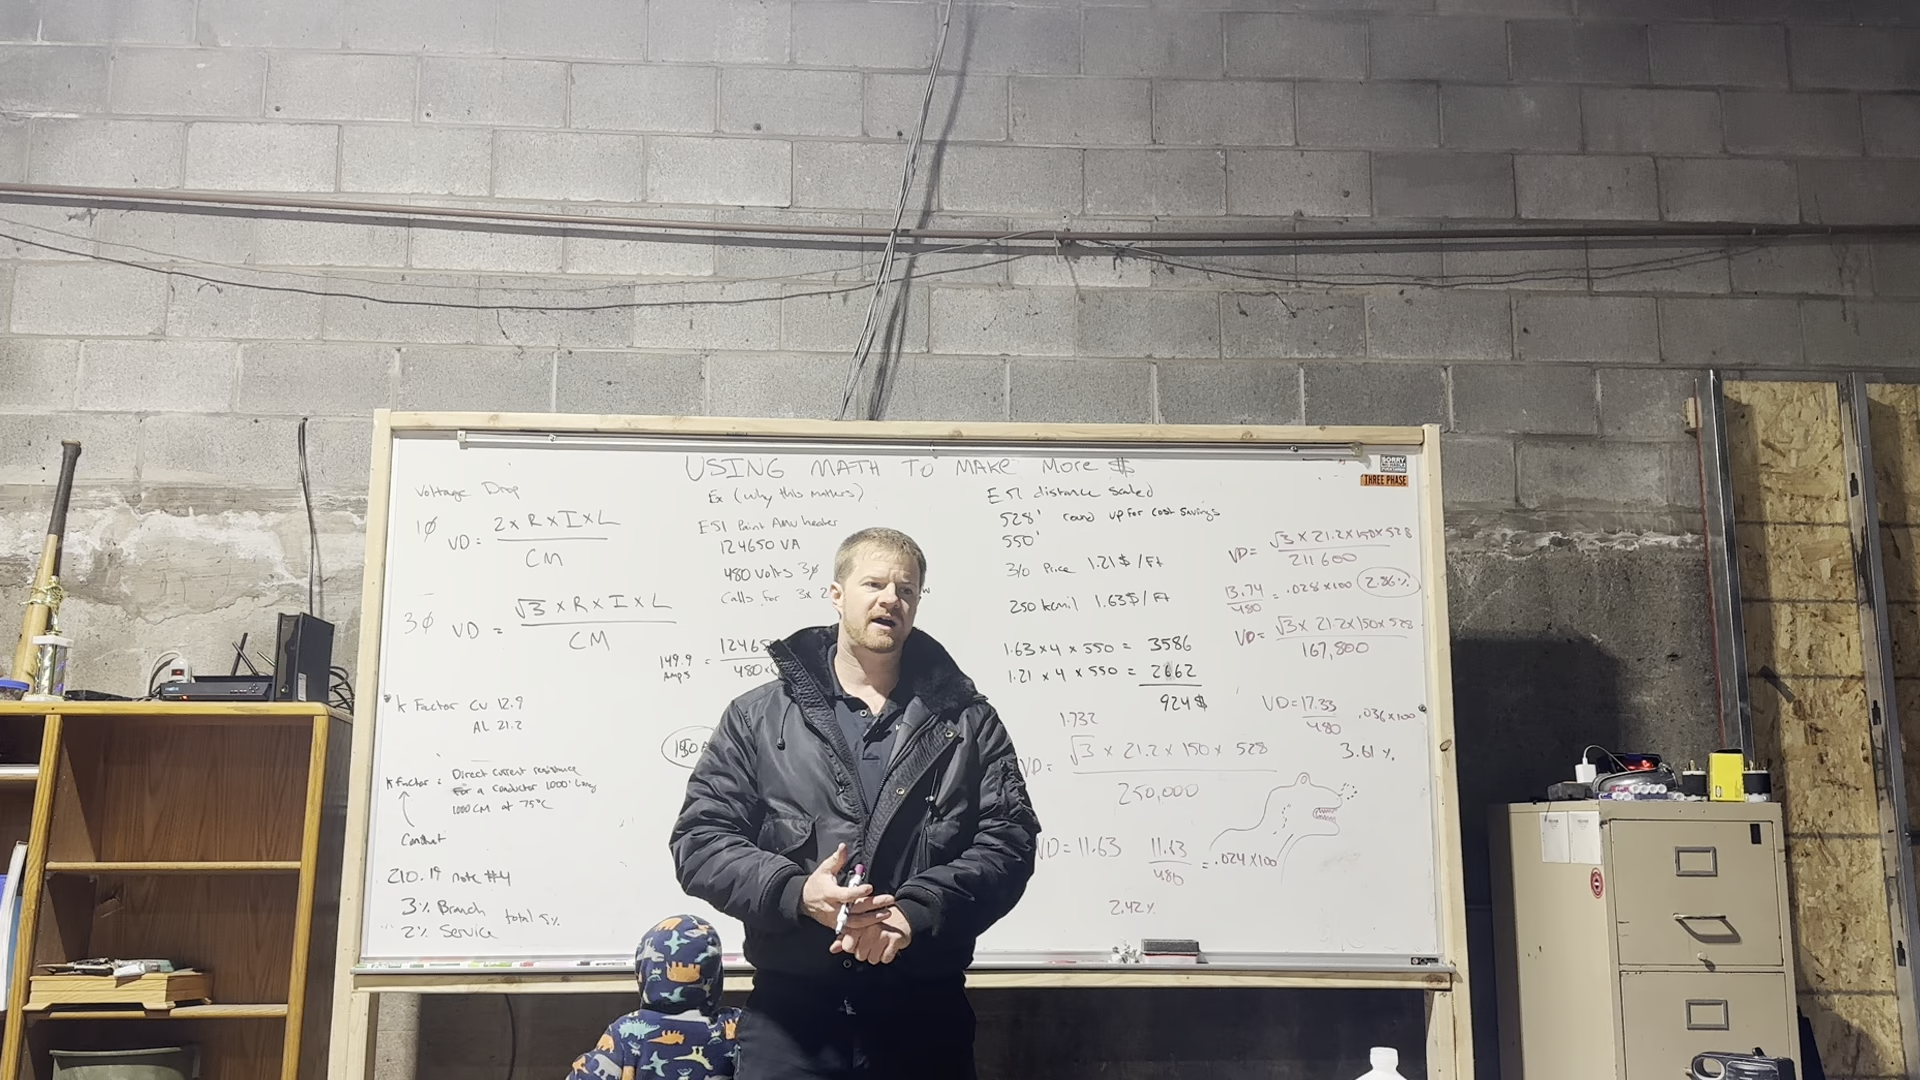 USING MATH TO MAKE MORE $
Voltage Drop
1Ø
VD = 2 x R x I x L
CM
3Ø VD = √3 x R x I x L
CM
K Factor CU 12.9
AL 21.2
K factor = Direct current resistance
For a conductor 1000' long
1000 CM at 75°C
210.19 note #4
3% Branch total 5%
2% Service
Ex (why this matters)
ESI Paint AMU heater
124650 VA
480 Volts 3Ø
Calls for 3x
149.9 Amps = 12465
480x
150
ESI distance scaled
528' round up for cost savings
550'
3/0 Price 1.21$/Ft
250 kcmil 1.63$/Ft
1.63 x 4 x 550 = 3586
1.21 x 4 x 550 = 2662
924$
1.732
VD = √3 x 21.2 x 150 x 528
250,000
VD = 11.63 11.63
480 = .024 x 100
2.42%
SORRY
THREE PHASE
VD = √3 x 21.2 x 150 x 528
211600
13.74
480 = .028 x 100 2.86%
VD = √3 x 21.2 x 150 x 528
167,800
VD = 17.33
480 .036 x 100
3.61%